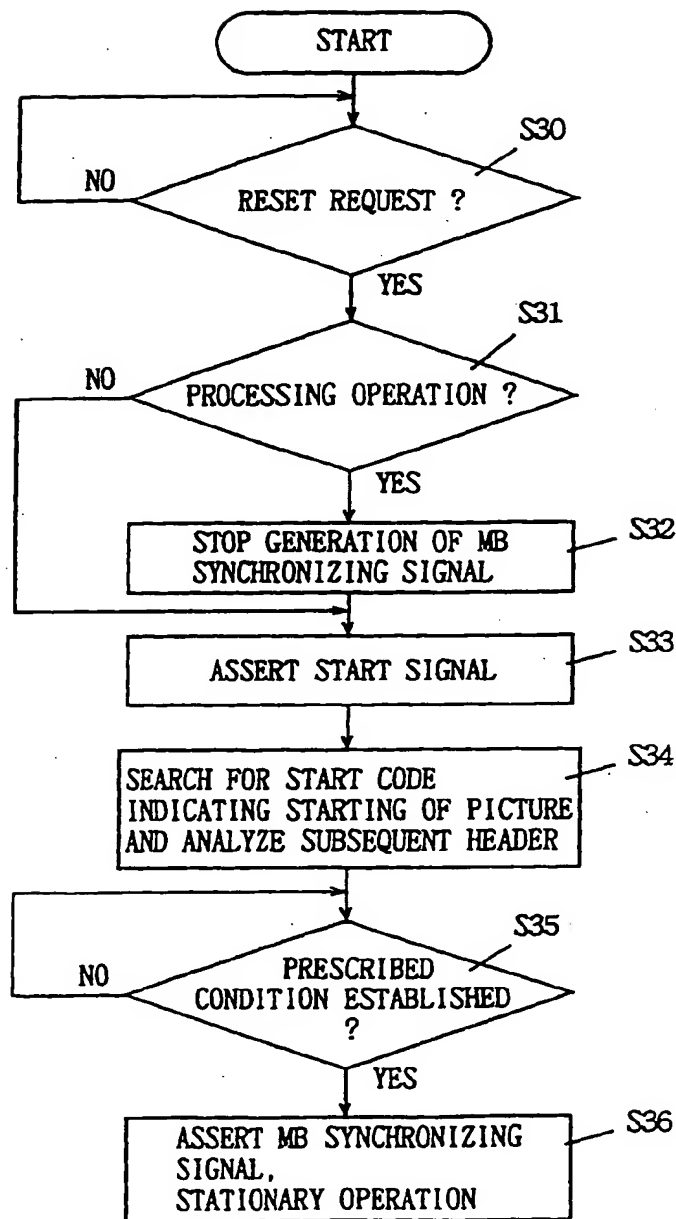 START
S30
NO
RESET REQUEST ?
YES
S31
NO
PROCESSING OPERATION ?
YES
S32
STOP GENERATION OF MB
SYNCHRONIZING SIGNAL
S33
ASSERT START SIGNAL
S34
SEARCH FOR START CODE
INDICATING STARTING OF PICTURE
AND ANALYZE SUBSEQUENT HEADER
S35
NO
PRESCRIBED
CONDITION ESTABLISHED
?
YES
S36
ASSERT MB SYNCHRONIZING
SIGNAL,
STATIONARY OPERATION